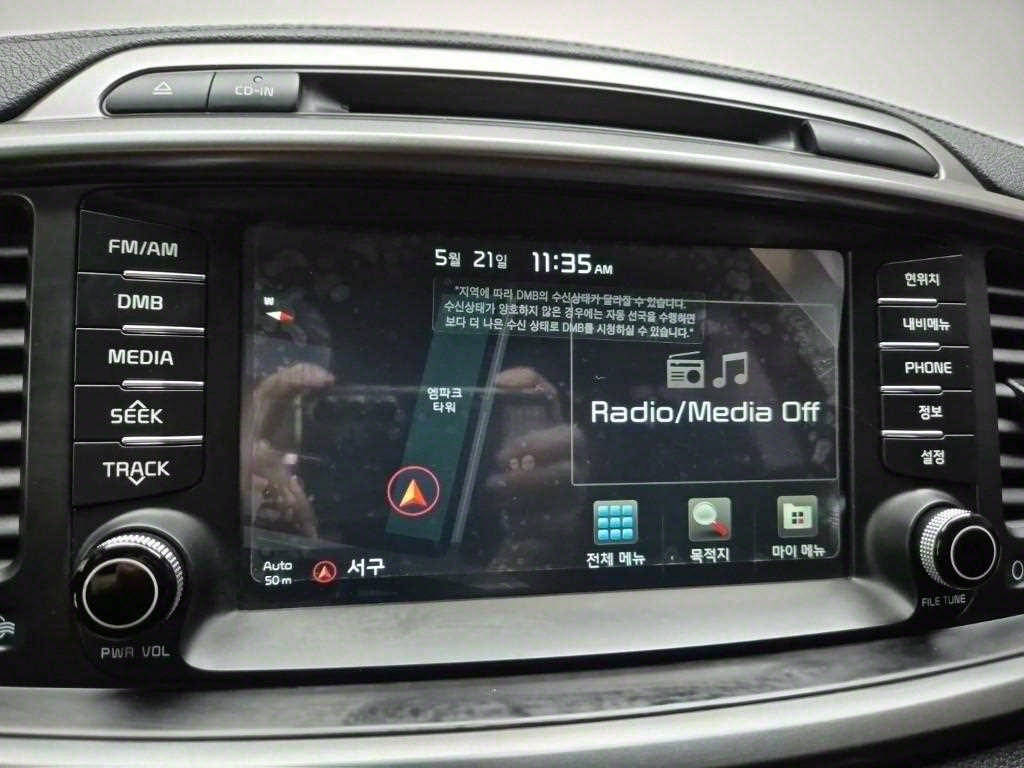 CD-IN
FM/AM
DMB
MEDIA
SEEK
TRACK
PWR VOL
5월 21일 11:35 AM
W
"지역에 따라 DMB의 수신상태가 달라질 수 있습니다.
수신상태가 양호하지 않은 경우에는 자동 선국을 수행하면
보다 더 나은 수신 상태로 DMB를 시청하실 수 있습니다."
엠파크
타워
Radio/Media Off
전체 메뉴
목적지
마이 메뉴
Auto
50 m
서구
현위치
내비메뉴
PHONE
정보
설정
FILE TUNE